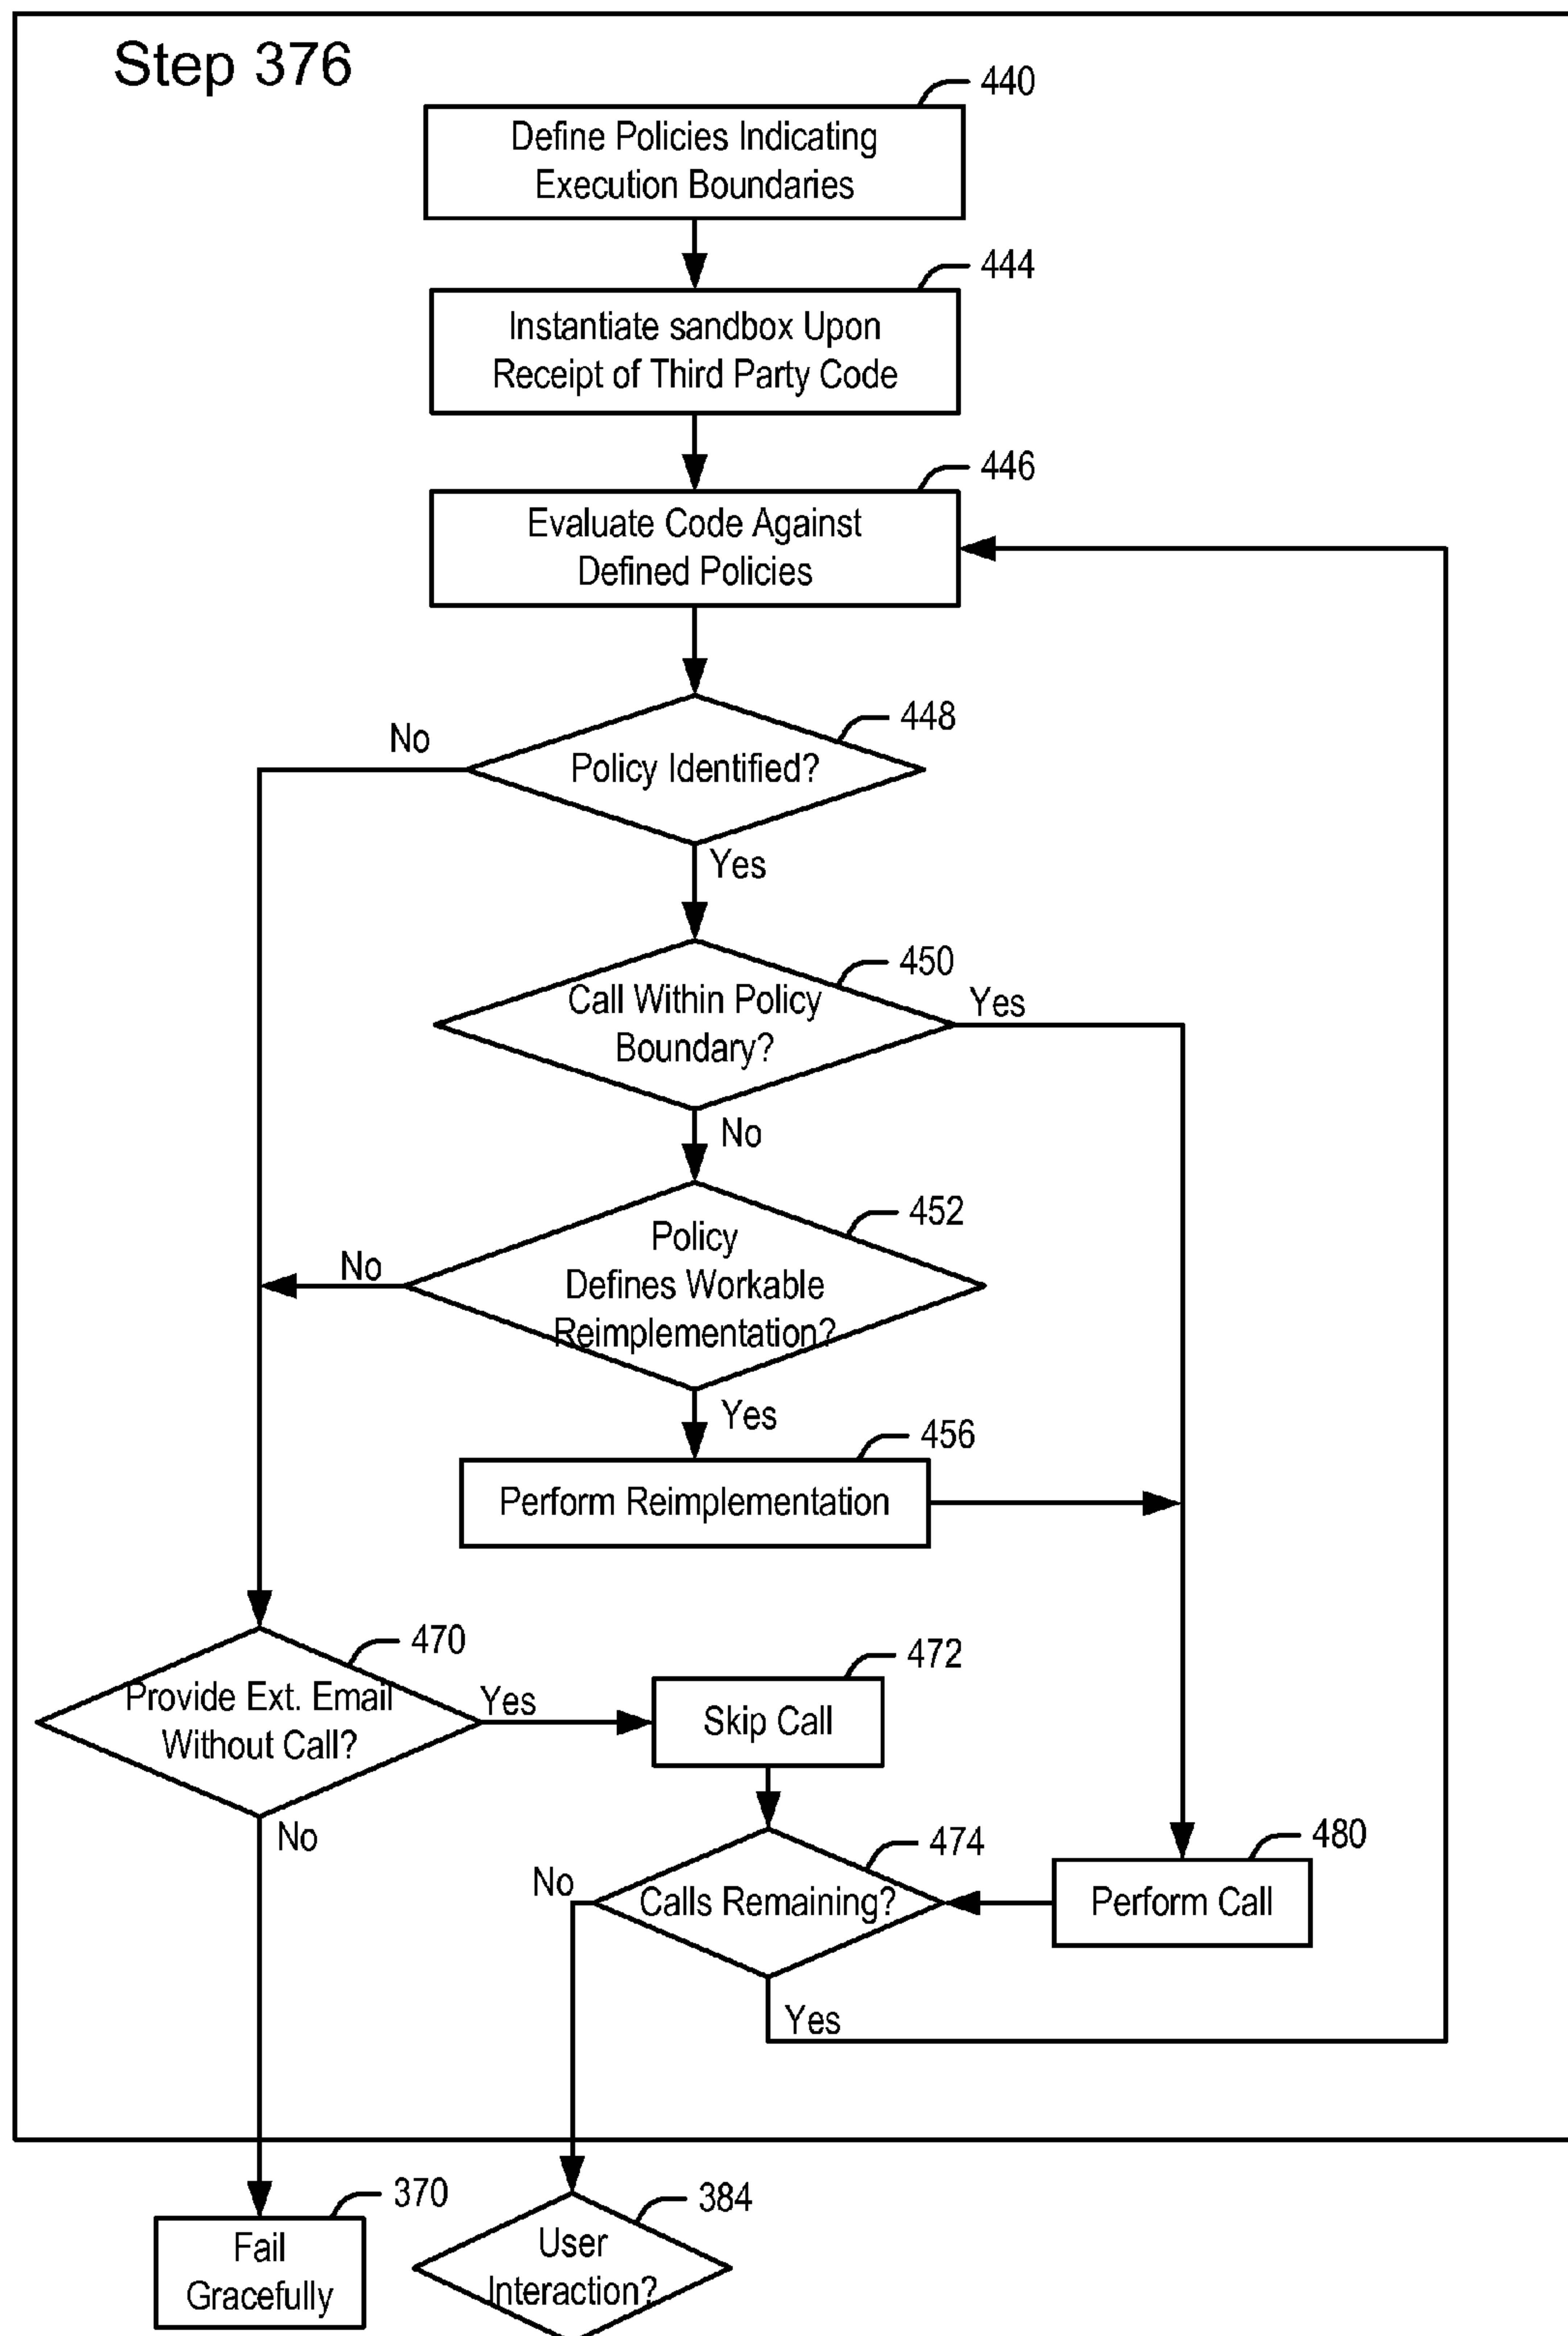 Step 376
440
Define Policies Indicating
Execution Boundaries
444
Instantiate sandbox Upon
Receipt of Third Party Code
446
Evaluate Code Against
Defined Policies
448
No
Policy Identified?
Yes
450
Call Within Policy
Boundary?
Yes
No
452
Policy
Defines Workable
Reimplementation?
No
Yes
456
Perform Reimplementation
470
Provide Ext. Email
Without Call?
Yes
472
Skip Call
No
474
No
Calls Remaining?
480
Perform Call
Yes
370
Fail
Gracefully
384
User
Interaction?